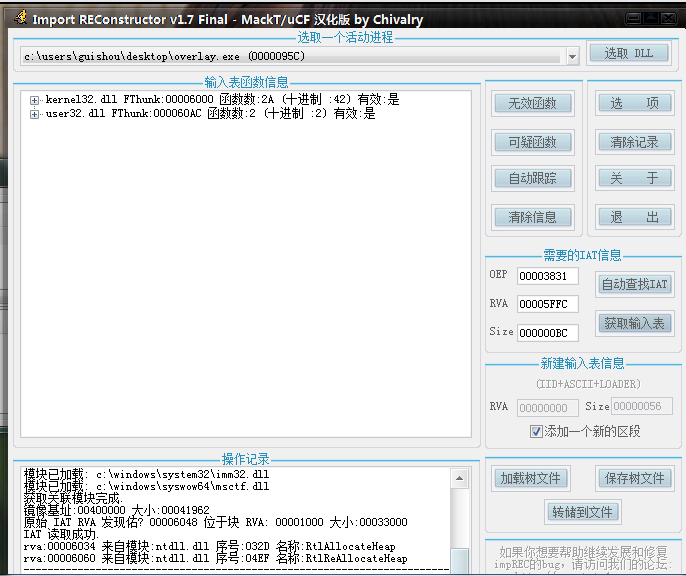 Import REConstructor v1.7 Final - MackT/uCF 汉化版 by Chivalry
选取一个活动进程
c:\users\guishou\desktop\overlay.exe (0000095C)
选取 DLL
输入表函数信息
kernel32.dll FThunk:00006000 函数数:2A (十进制 :42) 有效:是
user32.dll FThunk:000060AC 函数数:2 (十进制 :2) 有效:是
无效函数
选 项
可疑函数
清除记录
自动跟踪
关 于
清除信息
退 出
需要的IAT信息
OEP 00003831
自动查找IAT
RVA 00005FFC
获取输入表
Size 000000BC
新建输入表信息
(IID+ASCII+LOADER)
RVA 00000000 Size 00000056
添加一个新的区段
操作记录
模块已加载: c:\windows\system32\imm32.dll
模块已加载: c:\windows\syswow64\msctf.dll
获取关联模块完成.
镜像基址:00400000 大小:00041962
原始 IAT RVA 发现佑? 00006048 位于块 RVA: 00001000 大小:00033000
IAT 读取成功.
rva:00006034 来自模块:ntdll.dll 序号:032D 名称:RtlAllocateHeap
rva:00006060 来自模块:ntdll.dll 序号:04EF 名称:RtlReAllocateHeap
加载树文件
保存树文件
转储到文件
如果你想要帮助继续发展和修复
impREC的bug, 请访问我们的论坛: